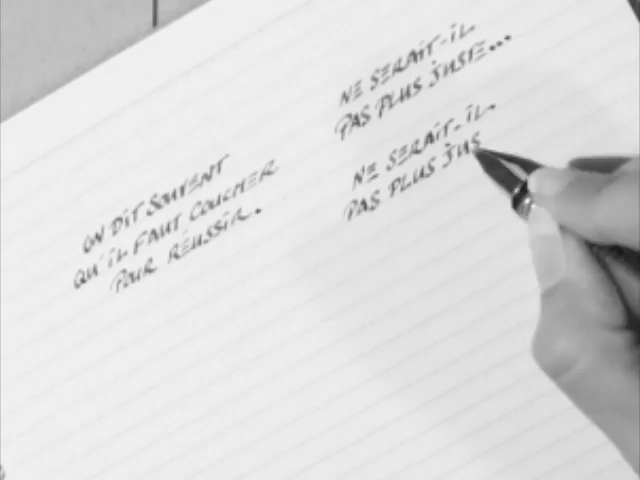 ON DIT SOUVENT
QU'IL FAUT COUCHER
POUR RÉUSSIR.
NE SERAIT-IL
PAS PLUS JUSTE...
NE SERAIT-IL
PAS PLUS JUS